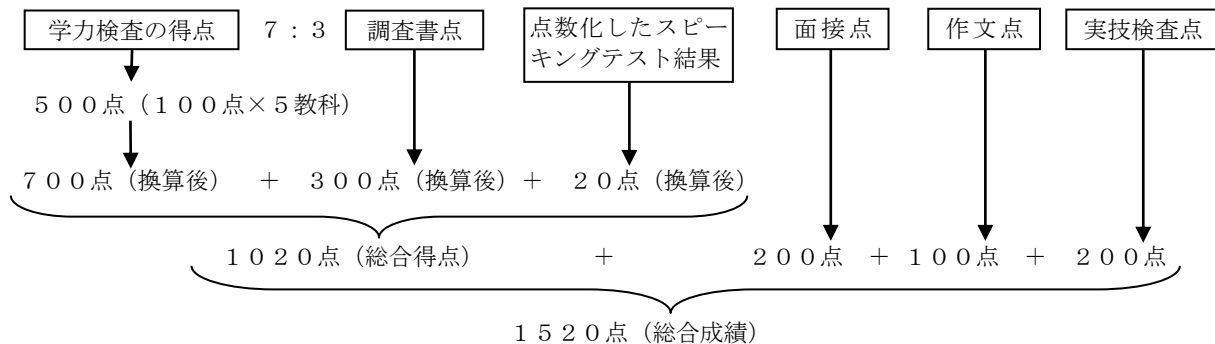 学力検査の得点 ７：３ 調査書点 点数化したスピーキングテスト結果 面接点 作文点 実技検査点
５００点（１００点×５教科）
７００点（換算後） ＋ ３００点（換算後）＋ ２０点（換算後）
１０２０点（総合得点） ＋ ２００点 ＋ １００点 ＋ ２００点
１５２０点（総合成績）